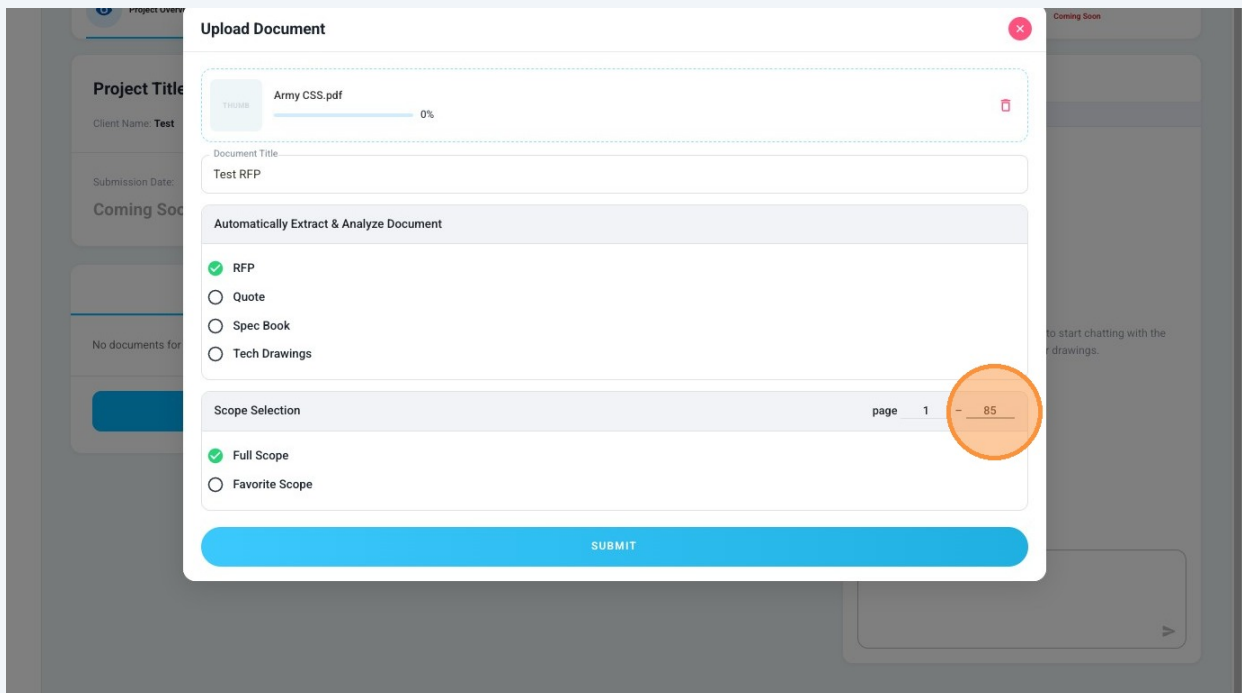 Project Overv
Coming Soon
Upload Document
Project Title
Client Name: Test
THUMB
Army CSS.pdf
0%
Document Title
Test RFP
Submission Date:
Coming Soo
Automatically Extract & Analyze Document
RFP
Quote
Spec Book
Tech Drawings
No documents for
to start chatting with the
r drawings.
Scope Selection
page 1 – 85
Full Scope
Favorite Scope
SUBMIT